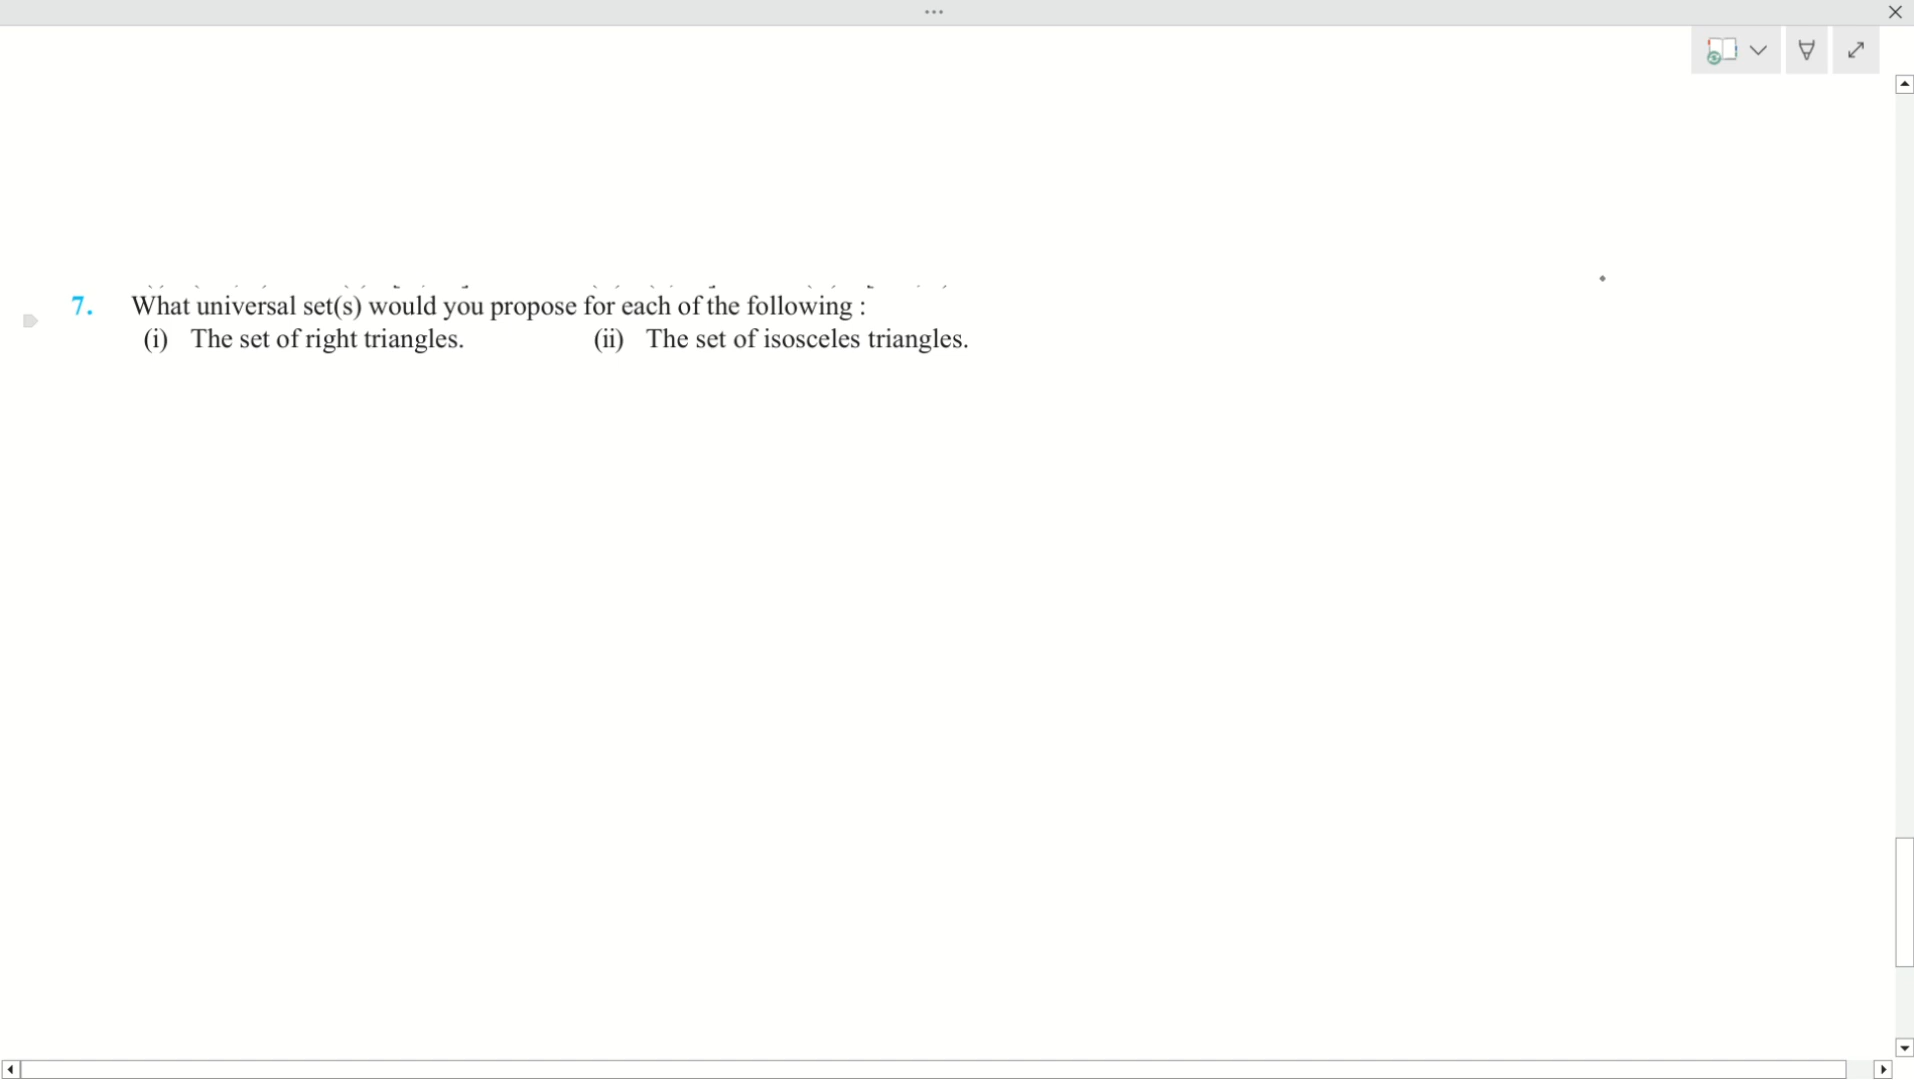 7. What universal set(s) would you propose for each of the following :
(i) The set of right triangles. (ii) The set of isosceles triangles.